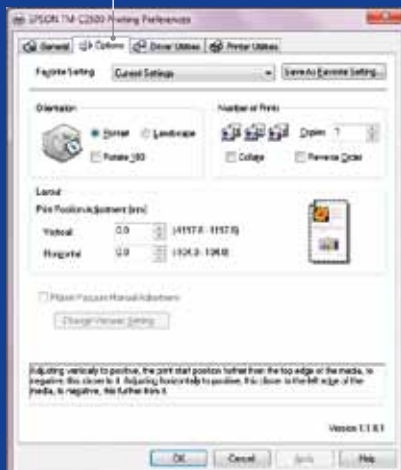 EPSON TM-C3500 Printing Preferences
General Options Driver Utilities Printer Utilities
Favorite Setting Current Settings Save As Favorite Setting...
Orientation Number of Prints
Portrait Landscape Copies 1
Rotate 180 Collate Reverse Order
Layout
Print Position Adjustment [mm]
Vertical 0.0
Horizontal 0.0
Manual Adjustment
Setting...
Adjusting vertically to positive, the print start position further from the top edge of the media, to
negative, this closer to it. Adjusting horizontally to positive, this closer to the left edge of the
media, to negative, this further from it.
Version
OK Cancel Apply Help